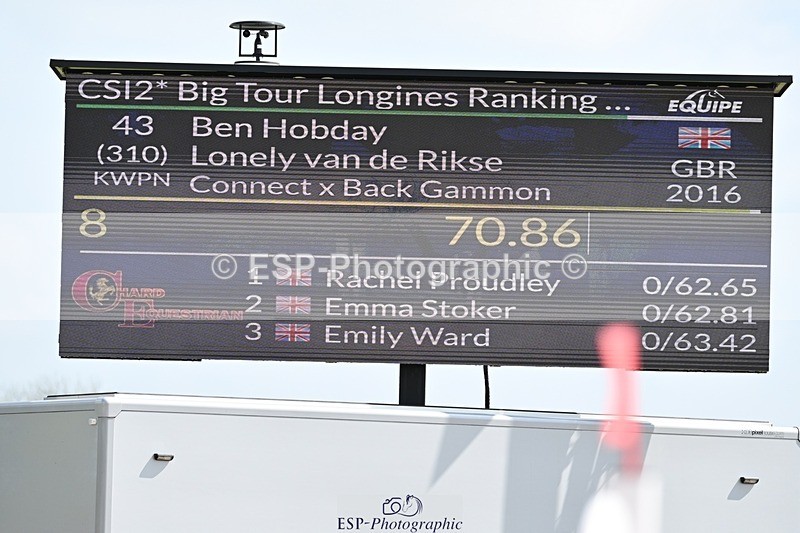 CSI2* Big Tour Longines Ranking ...
EQUIPE
43 Ben Hobday
(310) Lonely van de Rikse GBR
KWPN Connect x Back Gammon 2016
8 70.86
© ESP-Photographic ©
CHARD EQUESTRIAN
1 Rachel Proudley 0/62.65
2 Emma Stoker 0/62.81
3 Emily Ward 0/63.42
ESP-Photographic